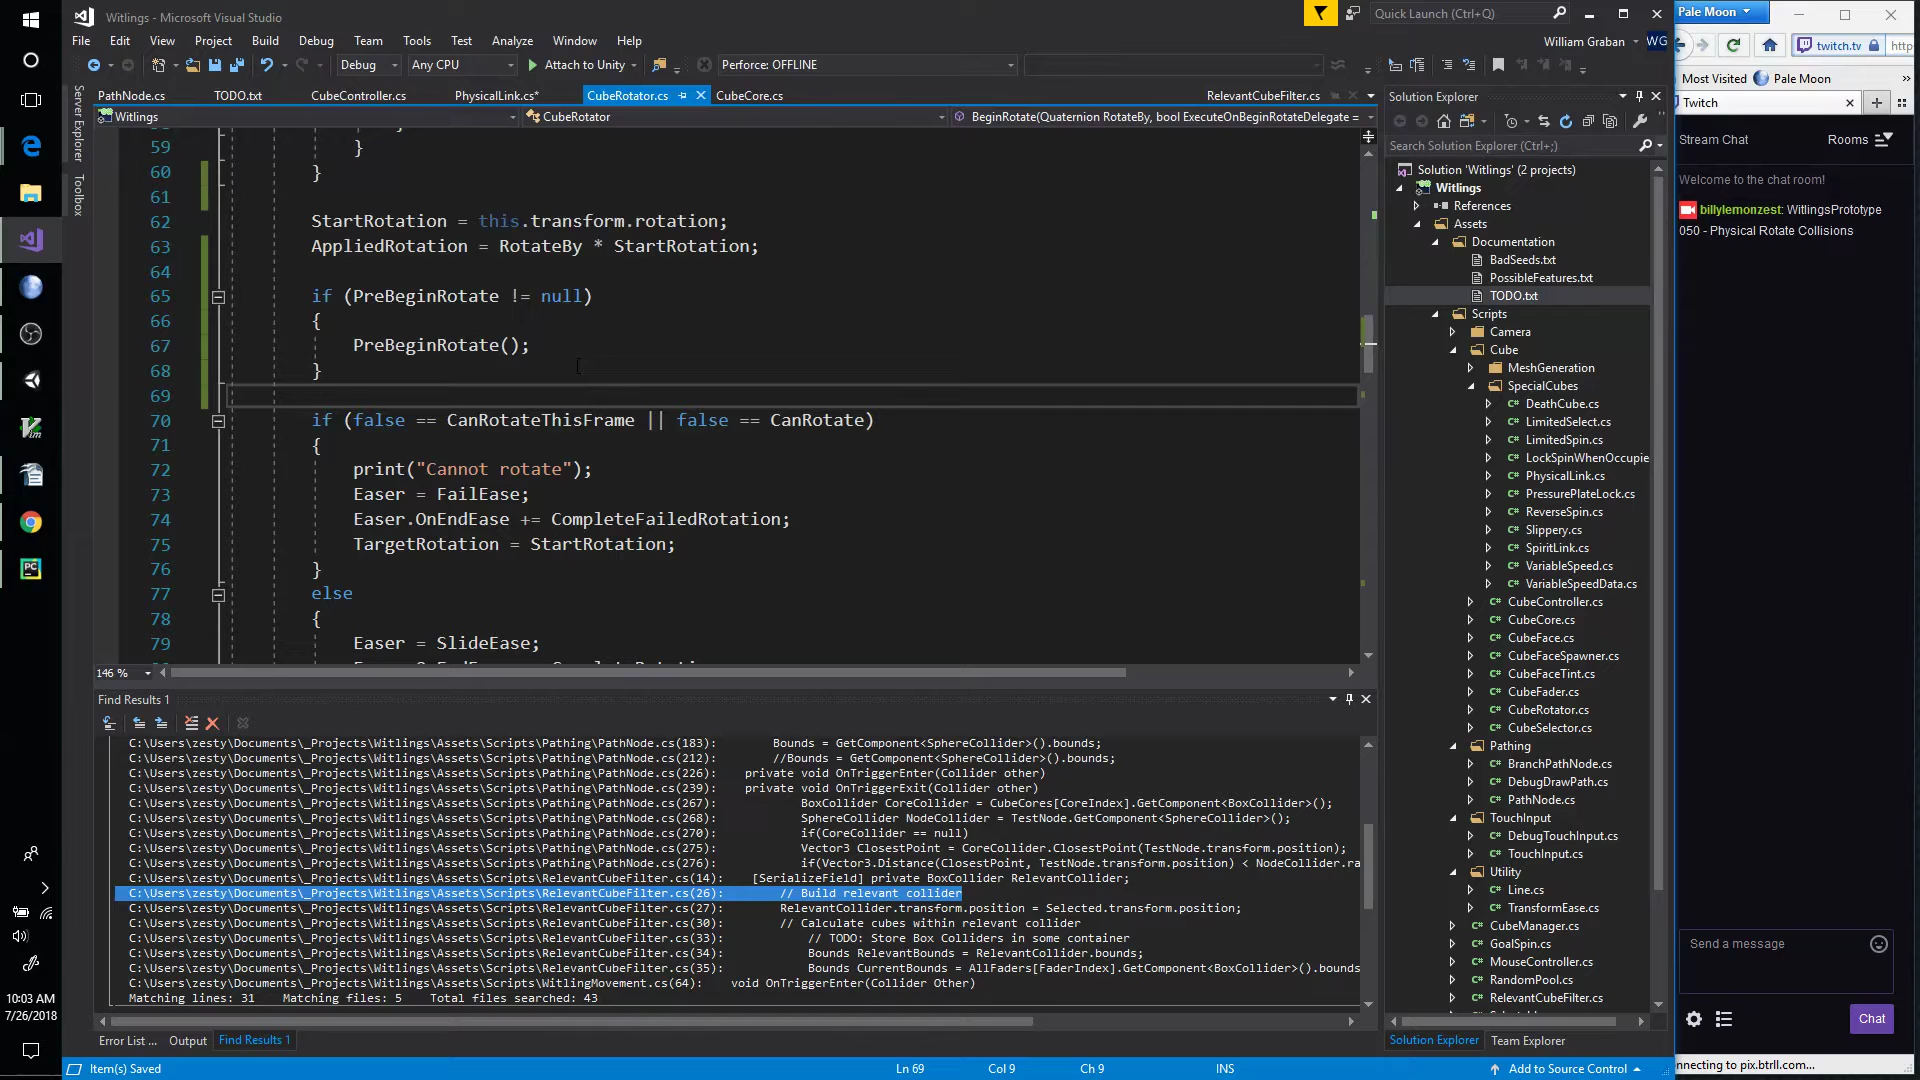 Witlings - Microsoft Visual Studio
Quick Launch (Ctrl+Q)
File Edit View Project Build Debug Team Tools Test Analyze Window Help
William Graban WG
Debug Any CPU Attach to Unity Perforce: OFFLINE
PathNode.cs TODO.txt CubeController.cs PhysicalLink.cs* CubeRotator.cs CubeCore.cs RelevantCubeFilter.cs
Witlings CubeRotator BeginRotate(Quaternion RotateBy, bool ExecuteOnBeginRotateDelegate =
Server Explorer
Toolbox
59 }
60 }
61
62 StartRotation = this.transform.rotation;
63 AppliedRotation = RotateBy * StartRotation;
64
65 if (PreBeginRotate != null)
66 {
67 PreBeginRotate();
68 }
69
70 if (false == CanRotateThisFrame || false == CanRotate)
71 {
72 print("Cannot rotate");
73 Easer = FailEase;
74 Easer.OnEndEase += CompleteFailedRotation;
75 TargetRotation = StartRotation;
76 }
77 else
78 {
79 Easer = SlideEase;
146 %
Find Results 1
C:\Users\zesty\Documents\_Projects\Witlings\Assets\Scripts\Pathing\PathNode.cs(183): Bounds = GetComponent<SphereCollider>().bounds;
C:\Users\zesty\Documents\_Projects\Witlings\Assets\Scripts\Pathing\PathNode.cs(212): //Bounds = GetComponent<SphereCollider>().bounds;
C:\Users\zesty\Documents\_Projects\Witlings\Assets\Scripts\Pathing\PathNode.cs(226): private void OnTriggerEnter(Collider other)
C:\Users\zesty\Documents\_Projects\Witlings\Assets\Scripts\Pathing\PathNode.cs(239): private void OnTriggerExit(Collider other)
C:\Users\zesty\Documents\_Projects\Witlings\Assets\Scripts\Pathing\PathNode.cs(267): BoxCollider CoreCollider = CubeCores[CoreIndex].GetComponent<BoxCollider>();
C:\Users\zesty\Documents\_Projects\Witlings\Assets\Scripts\Pathing\PathNode.cs(268): SphereCollider NodeCollider = TestNode.GetComponent<SphereCollider>();
C:\Users\zesty\Documents\_Projects\Witlings\Assets\Scripts\Pathing\PathNode.cs(270): if(CoreCollider == null)
C:\Users\zesty\Documents\_Projects\Witlings\Assets\Scripts\Pathing\PathNode.cs(275): Vector3 ClosestPoint = CoreCollider.ClosestPoint(TestNode.transform.position);
C:\Users\zesty\Documents\_Projects\Witlings\Assets\Scripts\Pathing\PathNode.cs(276): if(Vector3.Distance(ClosestPoint, TestNode.transform.position) < NodeCollider.ra
C:\Users\zesty\Documents\_Projects\Witlings\Assets\Scripts\RelevantCubeFilter.cs(14): [SerializeField] private BoxCollider RelevantCollider;
C:\Users\zesty\Documents\_Projects\Witlings\Assets\Scripts\RelevantCubeFilter.cs(26): // Build relevant collider
C:\Users\zesty\Documents\_Projects\Witlings\Assets\Scripts\RelevantCubeFilter.cs(27): RelevantCollider.transform.position = Selected.transform.position;
C:\Users\zesty\Documents\_Projects\Witlings\Assets\Scripts\RelevantCubeFilter.cs(30): // Calculate cubes within relevant collider
C:\Users\zesty\Documents\_Projects\Witlings\Assets\Scripts\RelevantCubeFilter.cs(33): // TODO: Store Box Colliders in some container
C:\Users\zesty\Documents\_Projects\Witlings\Assets\Scripts\RelevantCubeFilter.cs(34): Bounds RelevantBounds = RelevantCollider.bounds;
C:\Users\zesty\Documents\_Projects\Witlings\Assets\Scripts\RelevantCubeFilter.cs(35): Bounds CurrentBounds = AllFaders[FaderIndex].GetComponent<BoxCollider>().bounds
C:\Users\zesty\Documents\_Projects\Witlings\Assets\Scripts\WitlingMovement.cs(64): void OnTriggerEnter(Collider Other)
Matching lines: 31 Matching files: 5 Total files searched: 43
Error List ... Output Find Results 1
Item(s) Saved Ln 69 Col 9 Ch 9 INS Add to Source Control
Solution Explorer
Search Solution Explorer (Ctrl+;)
Solution 'Witlings' (2 projects)
Witlings
References
Assets
Documentation
BadSeeds.txt
PossibleFeatures.txt
TODO.txt
Scripts
Camera
Cube
MeshGeneration
SpecialCubes
DeathCube.cs
LimitedSelect.cs
LimitedSpin.cs
LockSpinWhenOccupie
PhysicalLink.cs
PressurePlateLock.cs
ReverseSpin.cs
Slippery.cs
SpiritLink.cs
VariableSpeed.cs
VariableSpeedData.cs
CubeController.cs
CubeCore.cs
CubeFace.cs
CubeFaceSpawner.cs
CubeFaceTint.cs
CubeFader.cs
CubeRotator.cs
CubeSelector.cs
Pathing
BranchPathNode.cs
DebugDrawPath.cs
PathNode.cs
TouchInput
DebugTouchInput.cs
TouchInput.cs
Utility
Line.cs
TransformEase.cs
CubeManager.cs
GoalSpin.cs
MouseController.cs
RandomPool.cs
RelevantCubeFilter.cs
Solution Explorer Team Explorer
Pale Moon
twitch.tv http
Most Visited Pale Moon »
Twitch
Stream Chat Rooms
Welcome to the chat room!
billylemonzest: WitlingsPrototype
050 - Physical Rotate Collisions
Send a message
Chat
nnecting to pix.btrll.com...
10:03 AM
7/26/2018